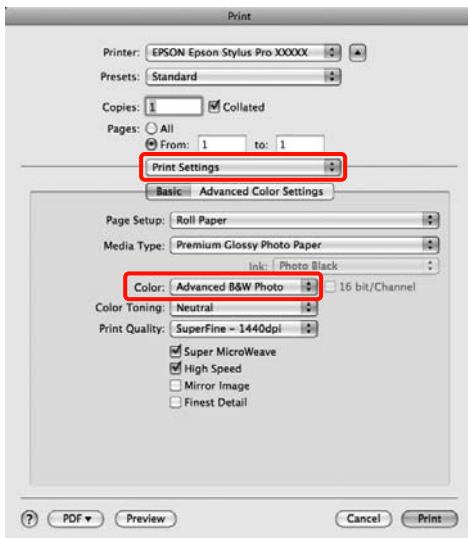 Print
Printer: EPSON Epson Stylus Pro XXXXX
Presets: Standard
Copies: 1 Collated
Pages: All
From: 1 to: 1
Print Settings
Basic Advanced Color Settings
Page Setup: Roll Paper
Media Type: Premium Glossy Photo Paper
Ink: Photo Black
Color: Advanced B&W Photo 16 bit/Channel
Color Toning: Neutral
Print Quality: SuperFine – 1440dpi
Super MicroWeave
High Speed
Mirror Image
Finest Detail
? PDF Preview Cancel Print